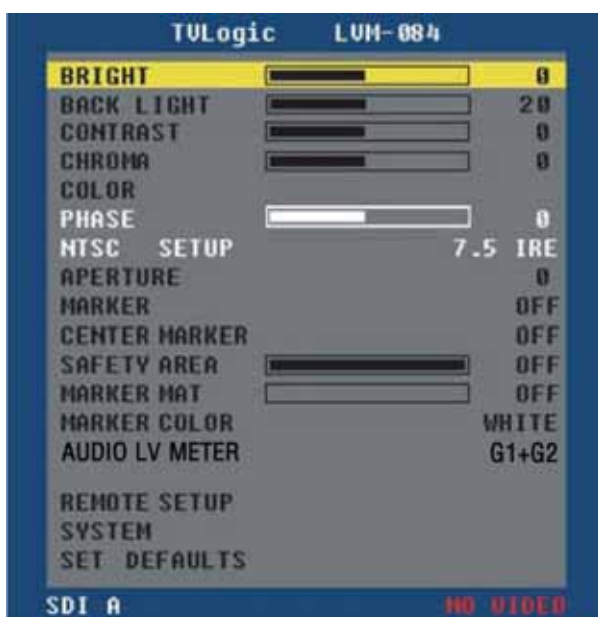 TVLogic LVM-084
BRIGHT 0
BACK LIGHT 20
CONTRAST 0
CHROMA 0
COLOR
PHASE 0
NTSC SETUP 7.5 IRE
APERTURE 0
MARKER OFF
CENTER MARKER OFF
SAFETY AREA OFF
MARKER MAT OFF
MARKER COLOR WHITE
AUDIO LV METER G1+G2
REMOTE SETUP
SYSTEM
SET DEFAULTS
SDI A NO VIDEO